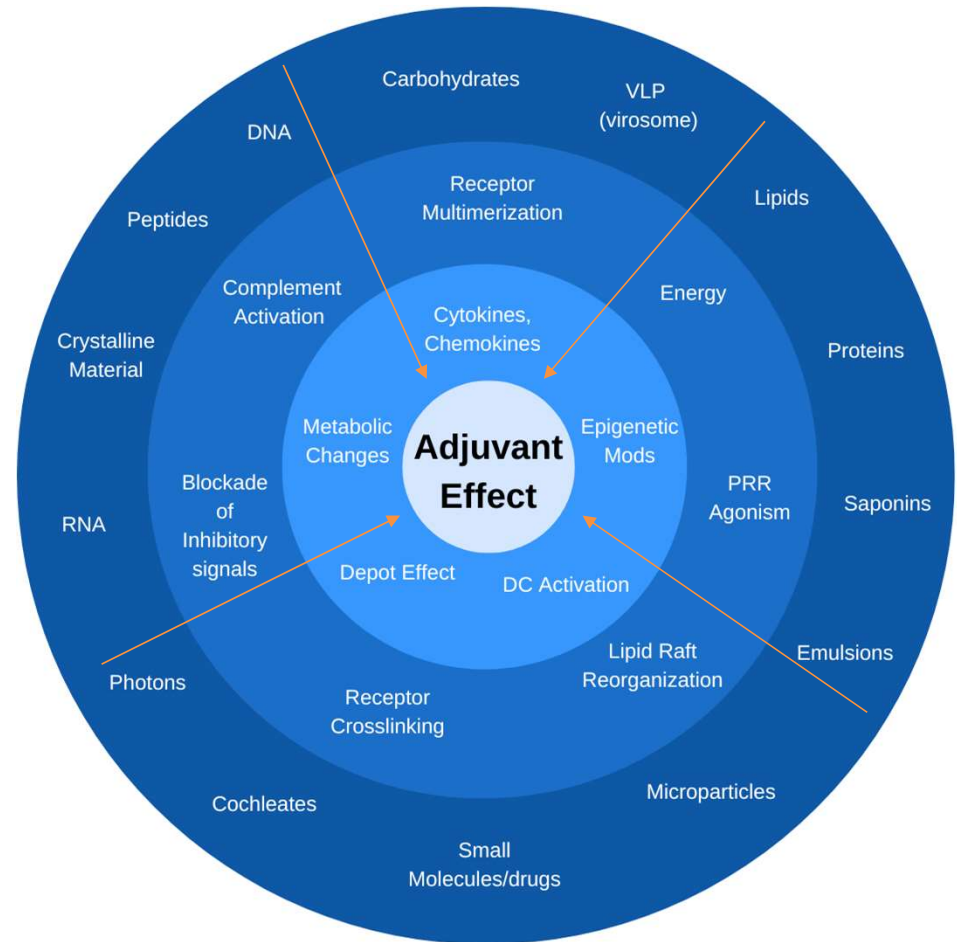 Carbohydrates
VLP
(virosome)
DNA
Lipids
Peptides
Receptor
Multimerization
Complement
Activation
Energy
Crystalline
Material
Cytokines,
Chemokines
Proteins
Metabolic
Changes
Adjuvant
Effect
Epigenetic
Mods
Blockade
of
Inhibitory
signals
PRR
Agonism
Saponins
RNA
Depot Effect
DC Activation
Emulsions
Photons
Lipid Raft
Reorganization
Receptor
Crosslinking
Cochleates
Microparticles
Small
Molecules/drugs